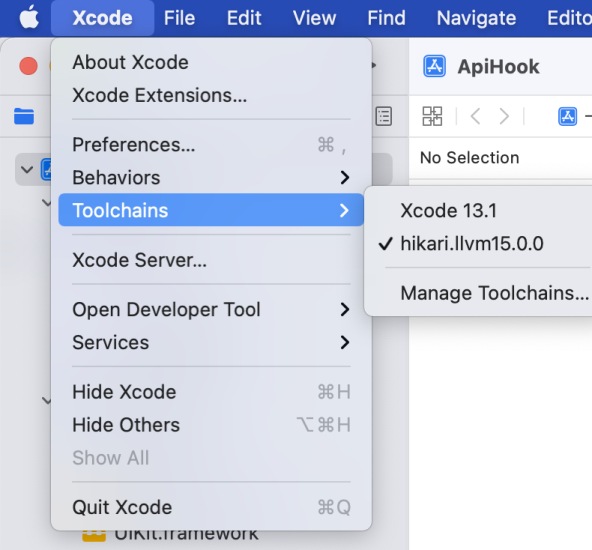 Xcode File Edit View Find Navigate Edito
About Xcode
Xcode Extensions...
Preferences... ⌘ ,
Behaviors
Toolchains
Xcode Server...
Open Developer Tool
Services
Hide Xcode ⌘H
Hide Others ⌥⌘H
Show All
Quit Xcode ⌘Q
ApiHook
No Selection
Xcode 13.1
✓ hikari.llvm15.0.0
Manage Toolchains...
UIKit.framework